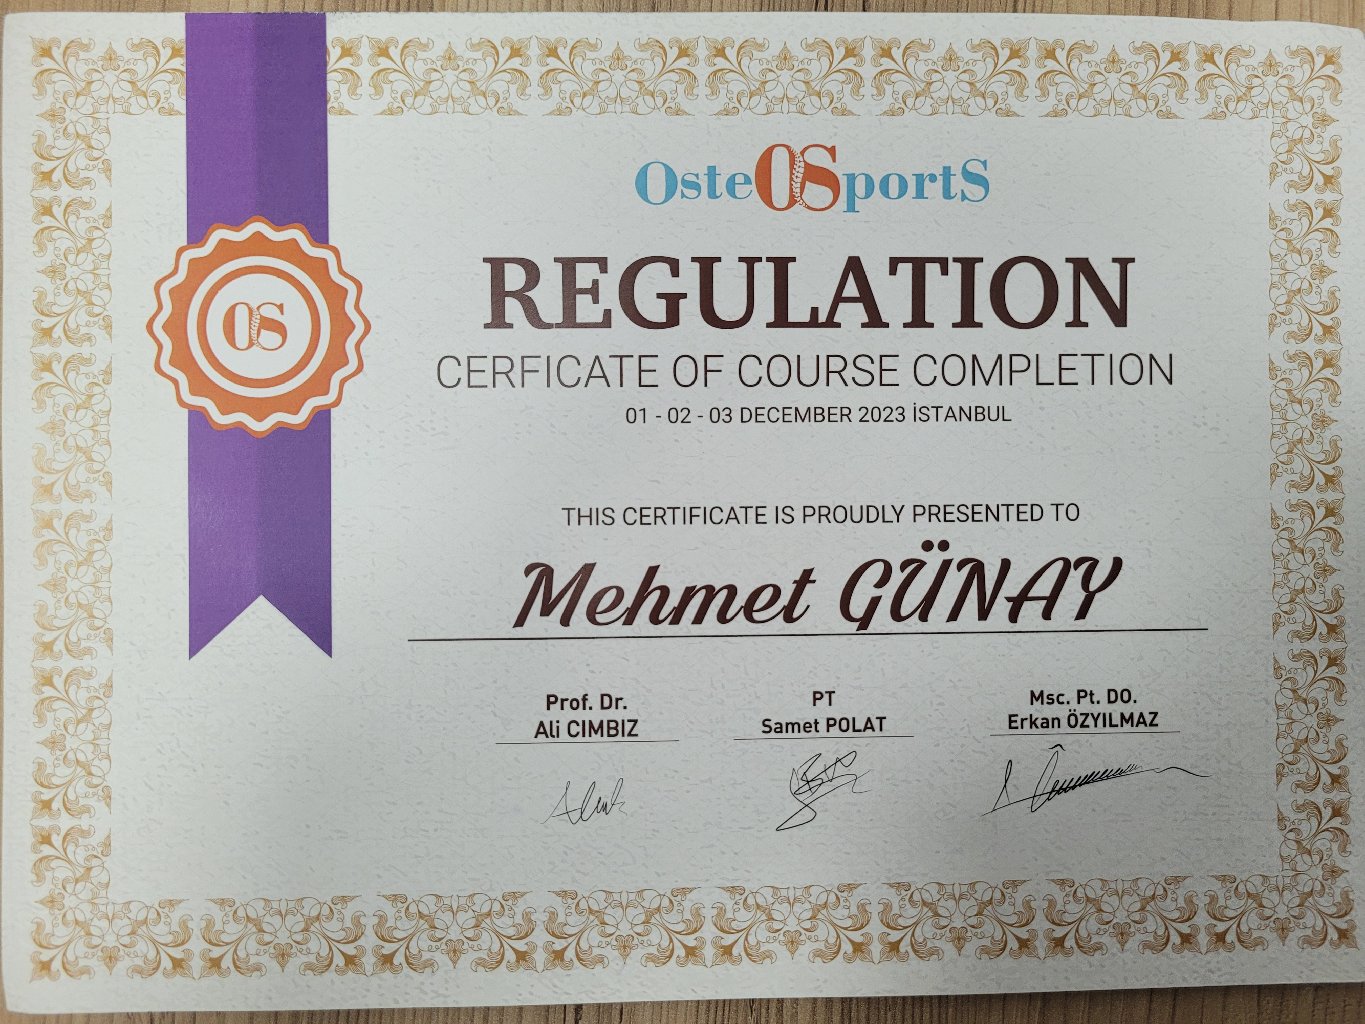 OsteOSportS
REGULATION
CERFICATE OF COURSE COMPLETION
01 - 02 - 03 DECEMBER 2023 İSTANBUL
THIS CERTIFICATE IS PROUDLY PRESENTED TO
Mehmet GÜNAY
Prof. Dr.
Ali CIMBIZ
PT
Samet POLAT
Msc. Pt. DO.
Erkan ÖZYILMAZ
OS